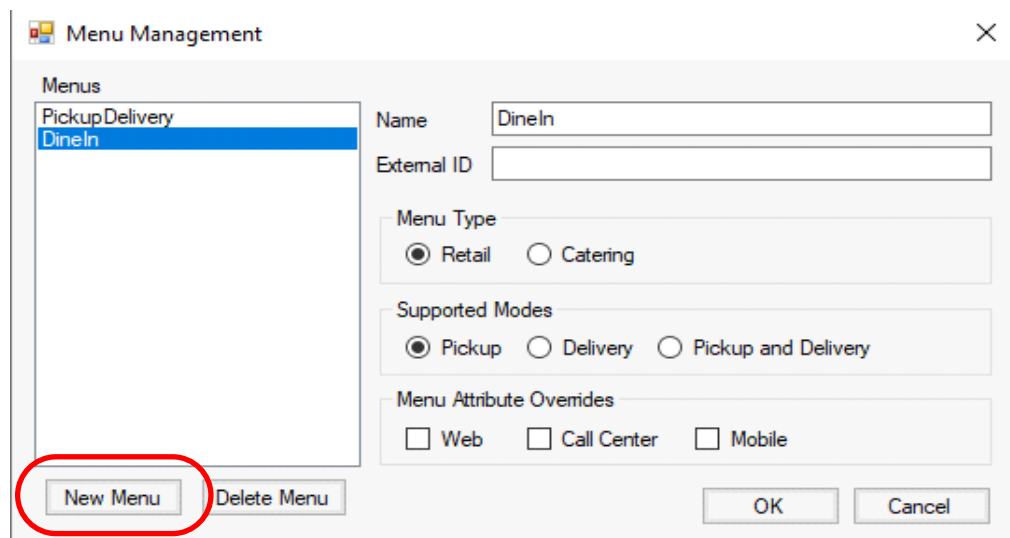 Menu Management
Menus
PickupDelivery
DineIn
Name DineIn
External ID
Menu Type
Retail Catering
Supported Modes
Pickup Delivery Pickup and Delivery
Menu Attribute Overrides
Web Call Center Mobile
New Menu Delete Menu OK Cancel